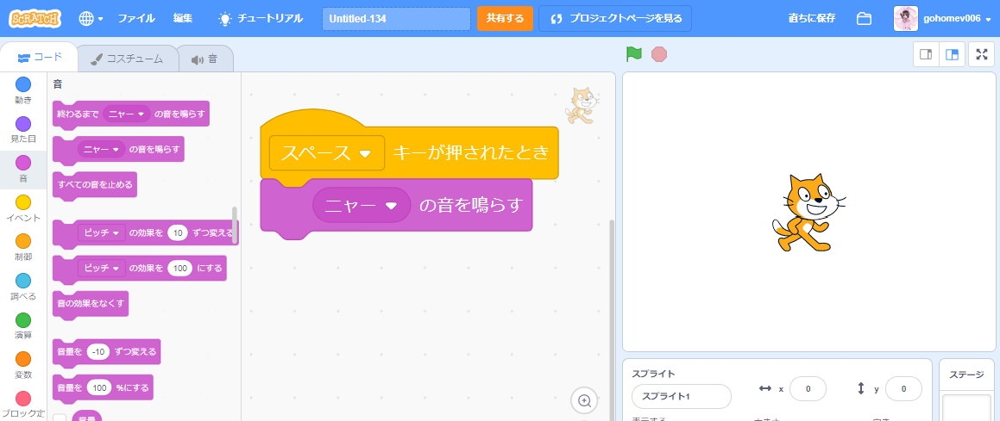 SCRATCH
ファイル
編集
チュートリアル
Untitled-134
共有する
プロジェクトページを見る
直ちに保存
gohomev006
コード
コスチューム
音
動き
見た目
音
イベント
制御
調べる
演算
変数
ブロック定
音
終わるまで ニャー の音を鳴らす
ニャー の音を鳴らす
すべての音を止める
ピッチ の効果を 10 ずつ変える
ピッチ の効果を 100 にする
音の効果をなくす
音量を -10 ずつ変える
音量を 100 %にする
音量
スペース キーが押されたとき
ニャー の音を鳴らす
スプライト
スプライト1
x 0
y 0
ステージ
表示する
大きさ
向き